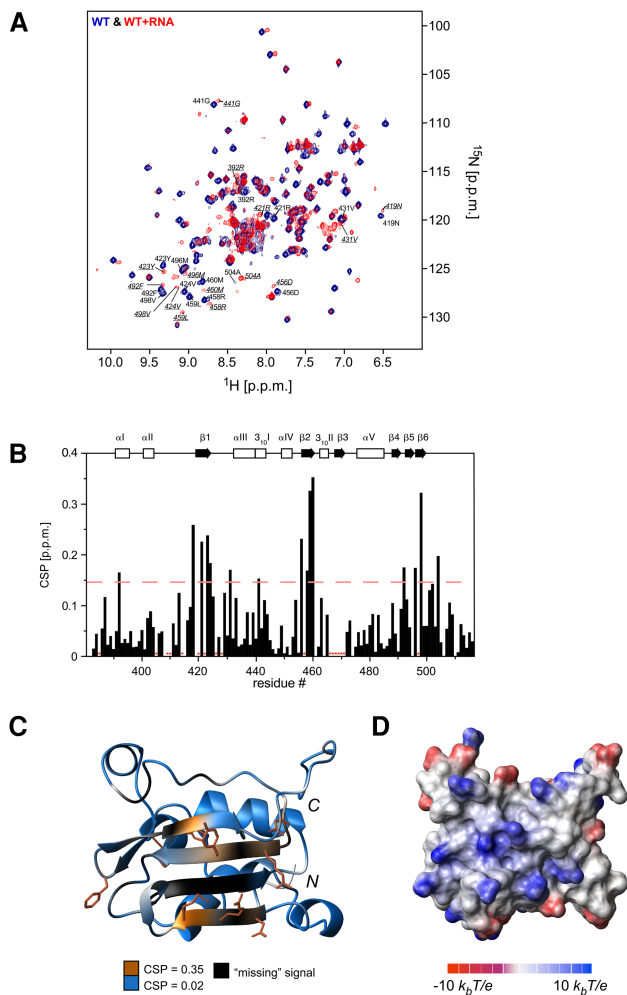 A
WT & WT+RNA
441G
441G
392R
392R
421R
421R
431V
431V
419N
419N
423Y
423Y
496M
496M
492F
492F
424V
424V
498V
498V
460M
460M
458R
458R
459L
459L
504A
504A
456D
456D
100
105
110
115
120
125
130
15N [p.p.m.]
10.0
9.5
9.0
8.5
8.0
7.5
7.0
6.5
1H [p.p.m.]
B
αI αII β1 αIII 310I αIV β2 310II β3 αV β4 β5 β6
0.4
0.3
0.2
0.1
0
CSP [p.p.m.]
400 420 440 460 480 500
residue #
C
C
N
CSP = 0.35
CSP = 0.02
"missing" signal
D
-10 kbT/e
10 kbT/e